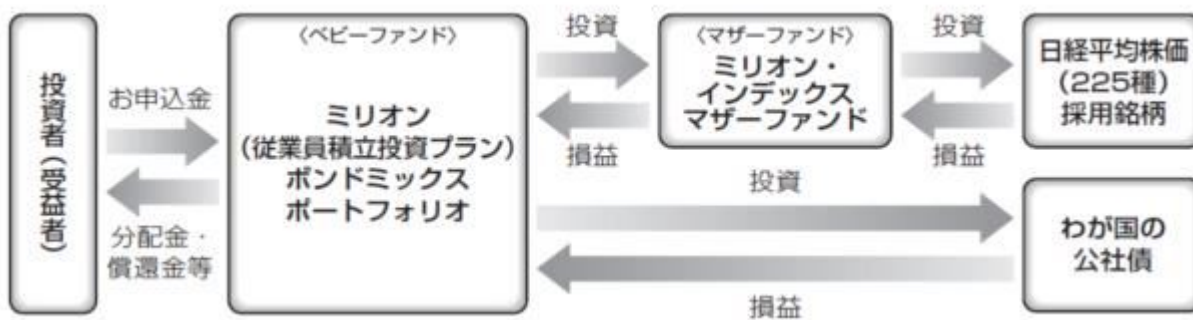 投資者（受益者）
お申込金
分配金・
償還金等
〈ベビーファンド〉
ミリオン
（従業員積立投資プラン）
ボンドミックス
ポートフォリオ
投資
損益
〈マザーファンド〉
ミリオン・
インデックス
マザーファンド
投資
損益
日経平均株価
（225種）
採用銘柄
投資
損益
わが国の
公社債